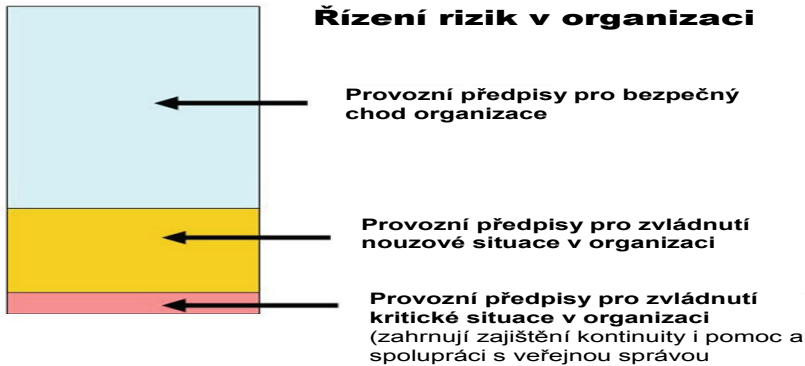 Řízení rizik v organizaci
Provozní předpisy pro bezpečný
chod organizace
Provozní předpisy pro zvládnutí
nouzové situace v organizaci
Provozní předpisy pro zvládnutí
kritické situace v organizaci
(zahrnují zajištění kontinuity i pomoc a
spolupráci s veřejnou správou